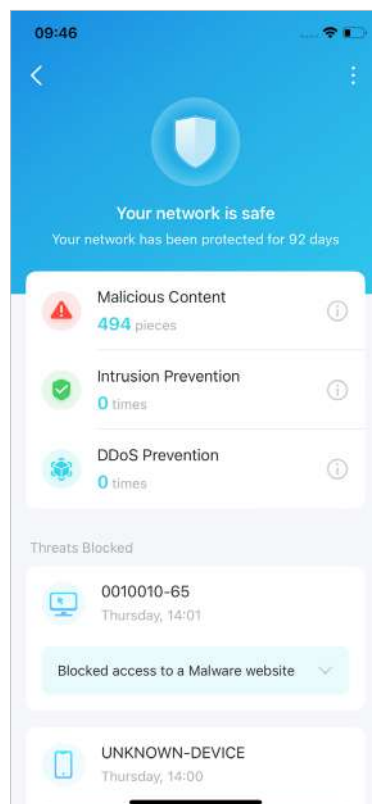 09:46
Your network is safe
Your network has been protected for 92 days
Malicious Content
494 pieces
Intrusion Prevention
0 times
DDoS Prevention
0 times
Threats Blocked
0010010-65
Thursday, 14:01
Blocked access to a Malware website
UNKNOWN-DEVICE
Thursday, 14:00